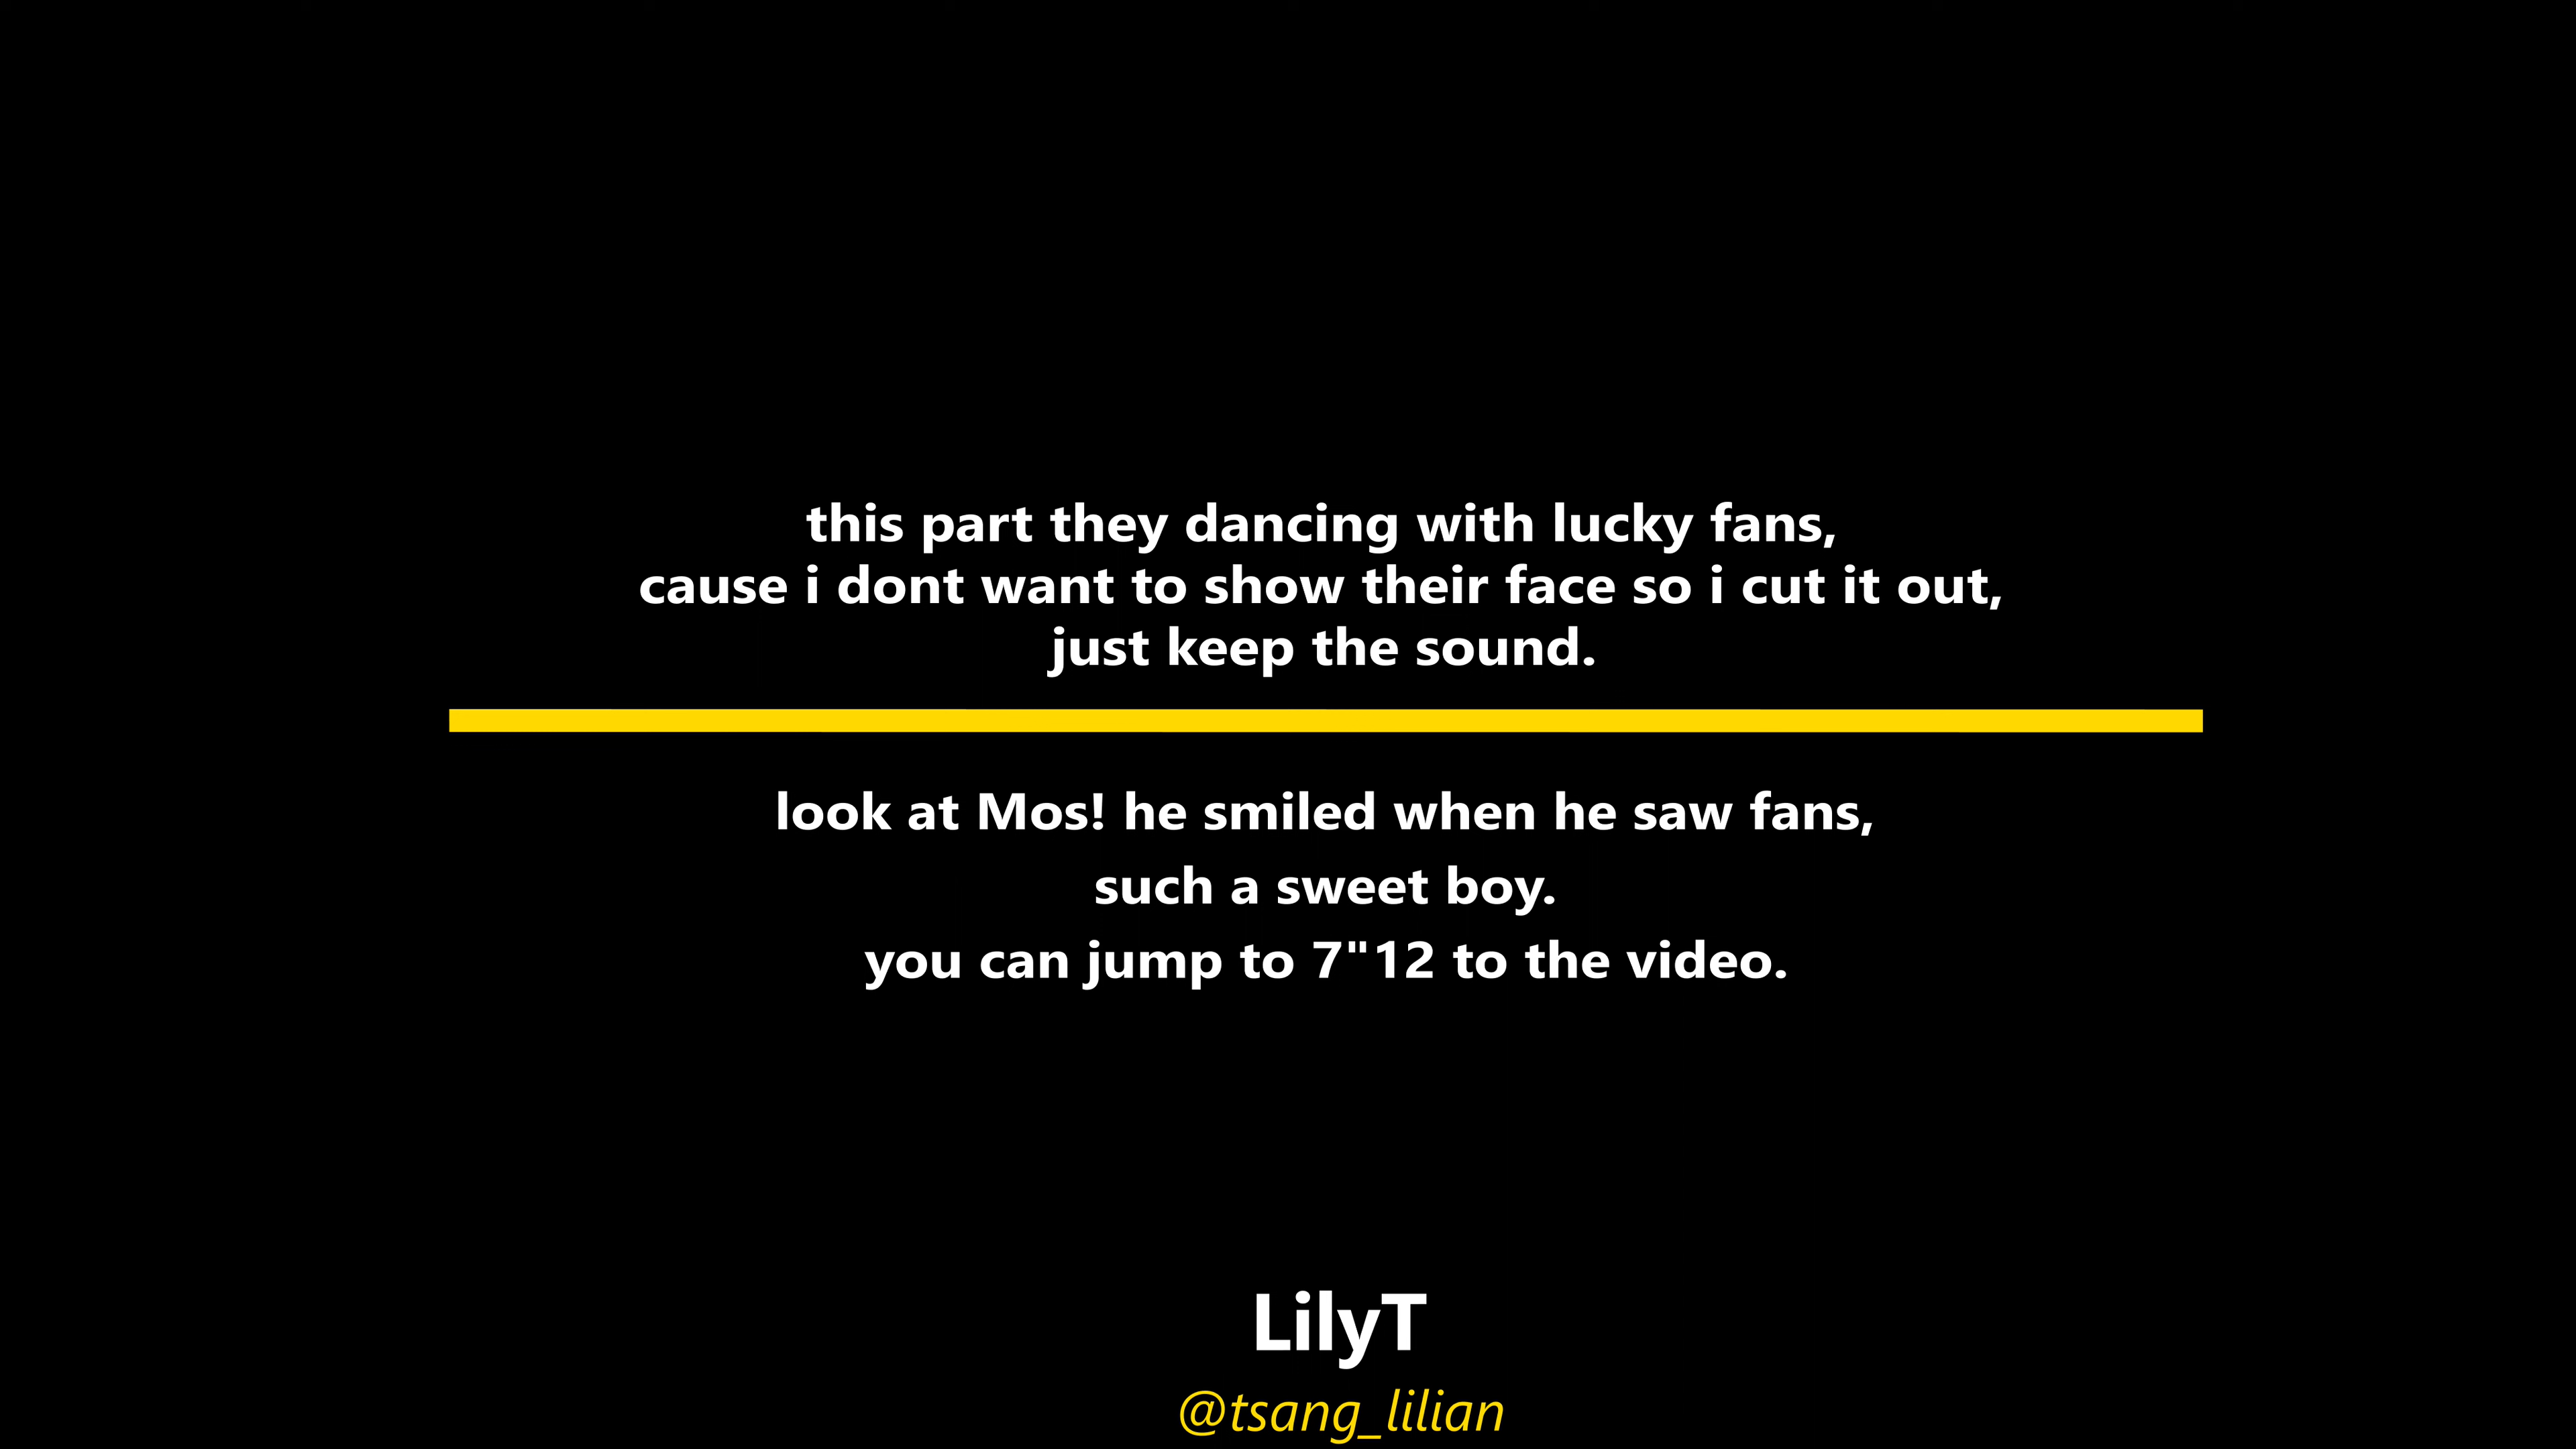 this part they dancing with lucky fans,
cause i dont want to show their face so i cut it out,
just keep the sound.
look at Mos! he smiled when he saw fans,
such a sweet boy.
you can jump to 7"12 to the video.
LilyT
@tsang_lilian